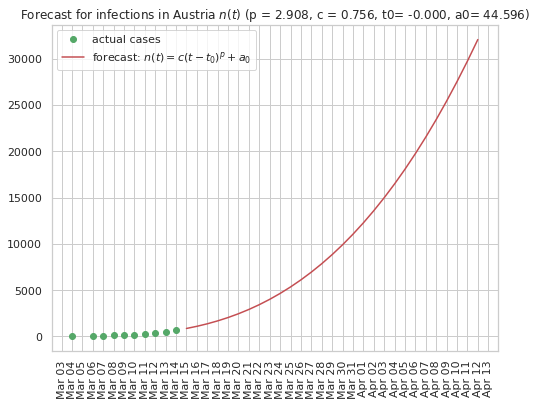 Forecast for infections in Austria n(t) (p = 2.908, c = 0.756, t0= -0.000, a0= 44.596)
actual cases
forecast: n(t) = c(t − t₀)ᵖ + a₀
30000
25000
20000
15000
10000
5000
0
Mar 03
Mar 04
Mar 05
Mar 06
Mar 07
Mar 08
Mar 09
Mar 10
Mar 11
Mar 12
Mar 13
Mar 14
Mar 15
Mar 16
Mar 17
Mar 18
Mar 19
Mar 20
Mar 21
Mar 22
Mar 23
Mar 24
Mar 25
Mar 26
Mar 27
Mar 28
Mar 29
Mar 30
Mar 31
Apr 01
Apr 02
Apr 03
Apr 04
Apr 05
Apr 06
Apr 07
Apr 08
Apr 09
Apr 10
Apr 11
Apr 12
Apr 13